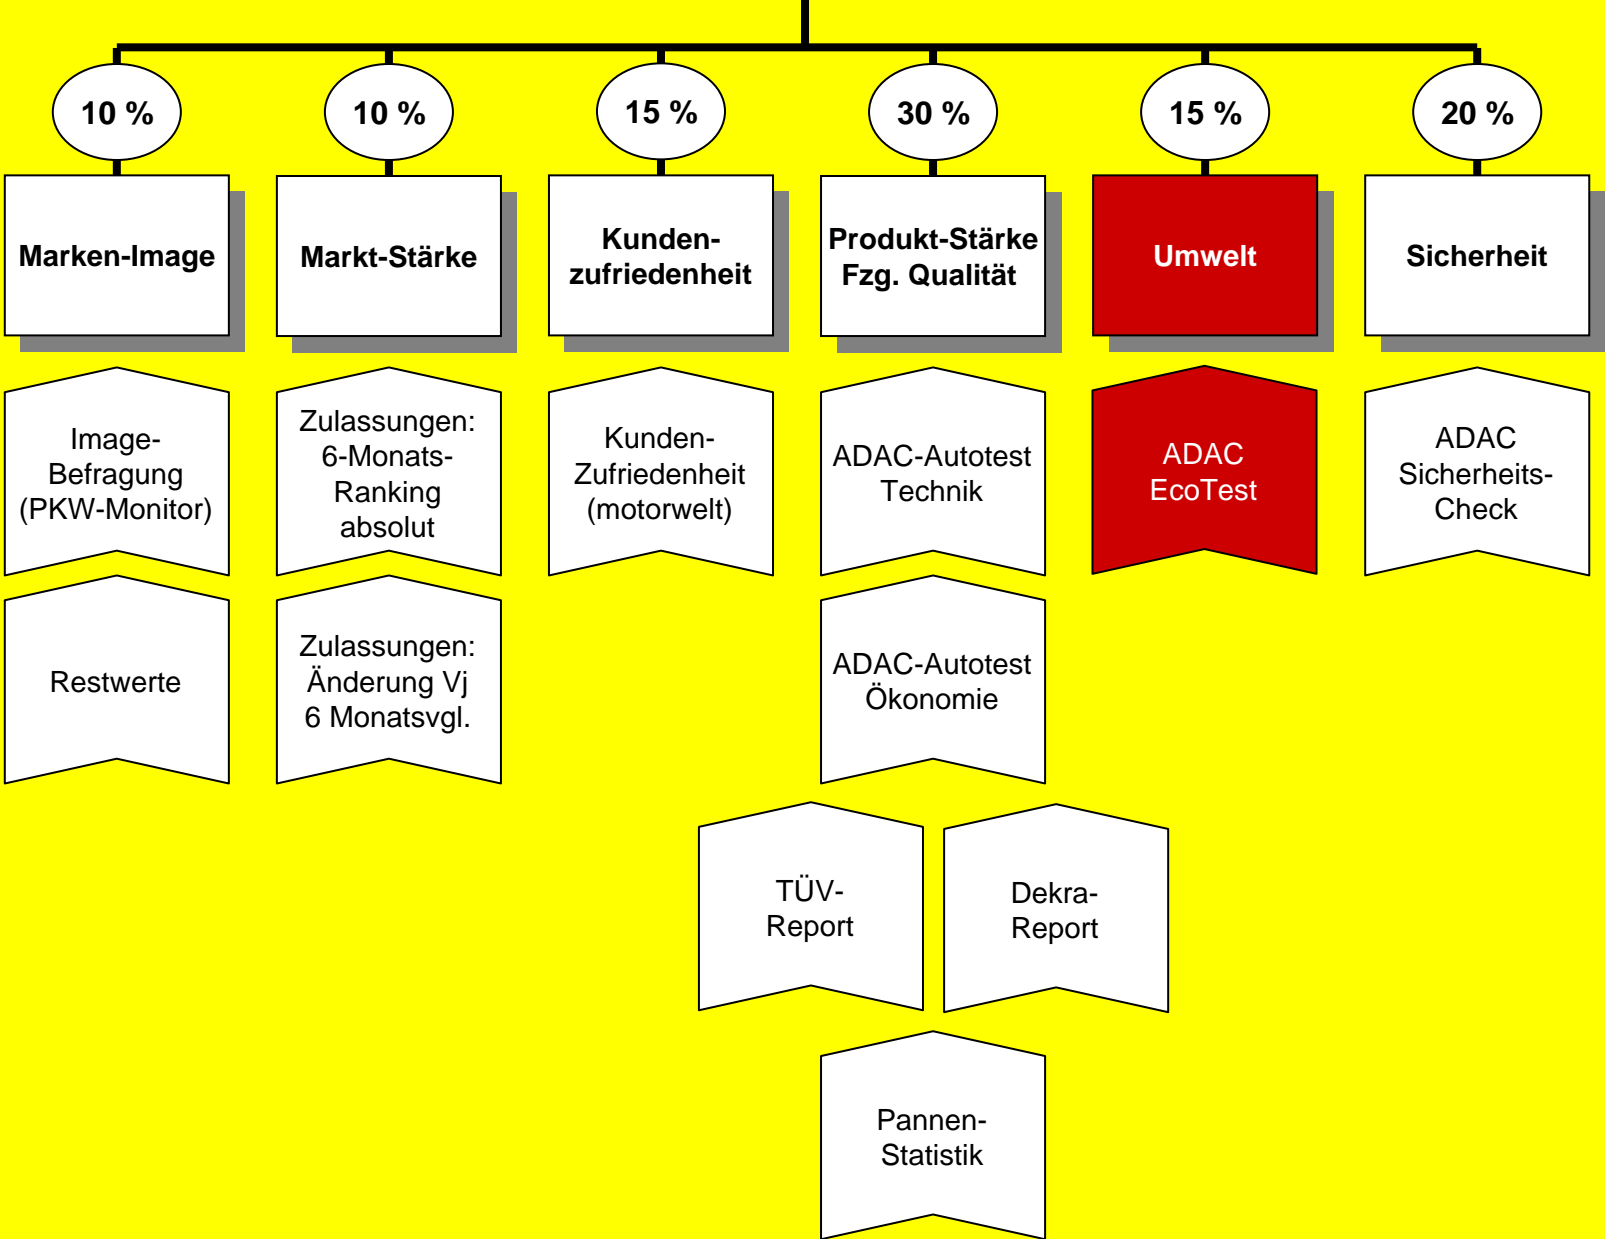 10 %
10 %
15 %
30 %
15 %
20 %
Marken-Image
Markt-Stärke
Kunden-
zufriedenheit
Produkt-Stärke
Fzg. Qualität
Umwelt
Sicherheit
Image-
Befragung
(PKW-Monitor)
Zulassungen:
6-Monats-
Ranking
absolut
Kunden-
Zufriedenheit
(motorwelt)
ADAC-Autotest
Technik
ADAC
EcoTest
ADAC
Sicherheits-
Check
Restwerte
Zulassungen:
Änderung Vj
6 Monatsvgl.
ADAC-Autotest
Ökonomie
TÜV-
Report
Dekra-
Report
Pannen-
Statistik